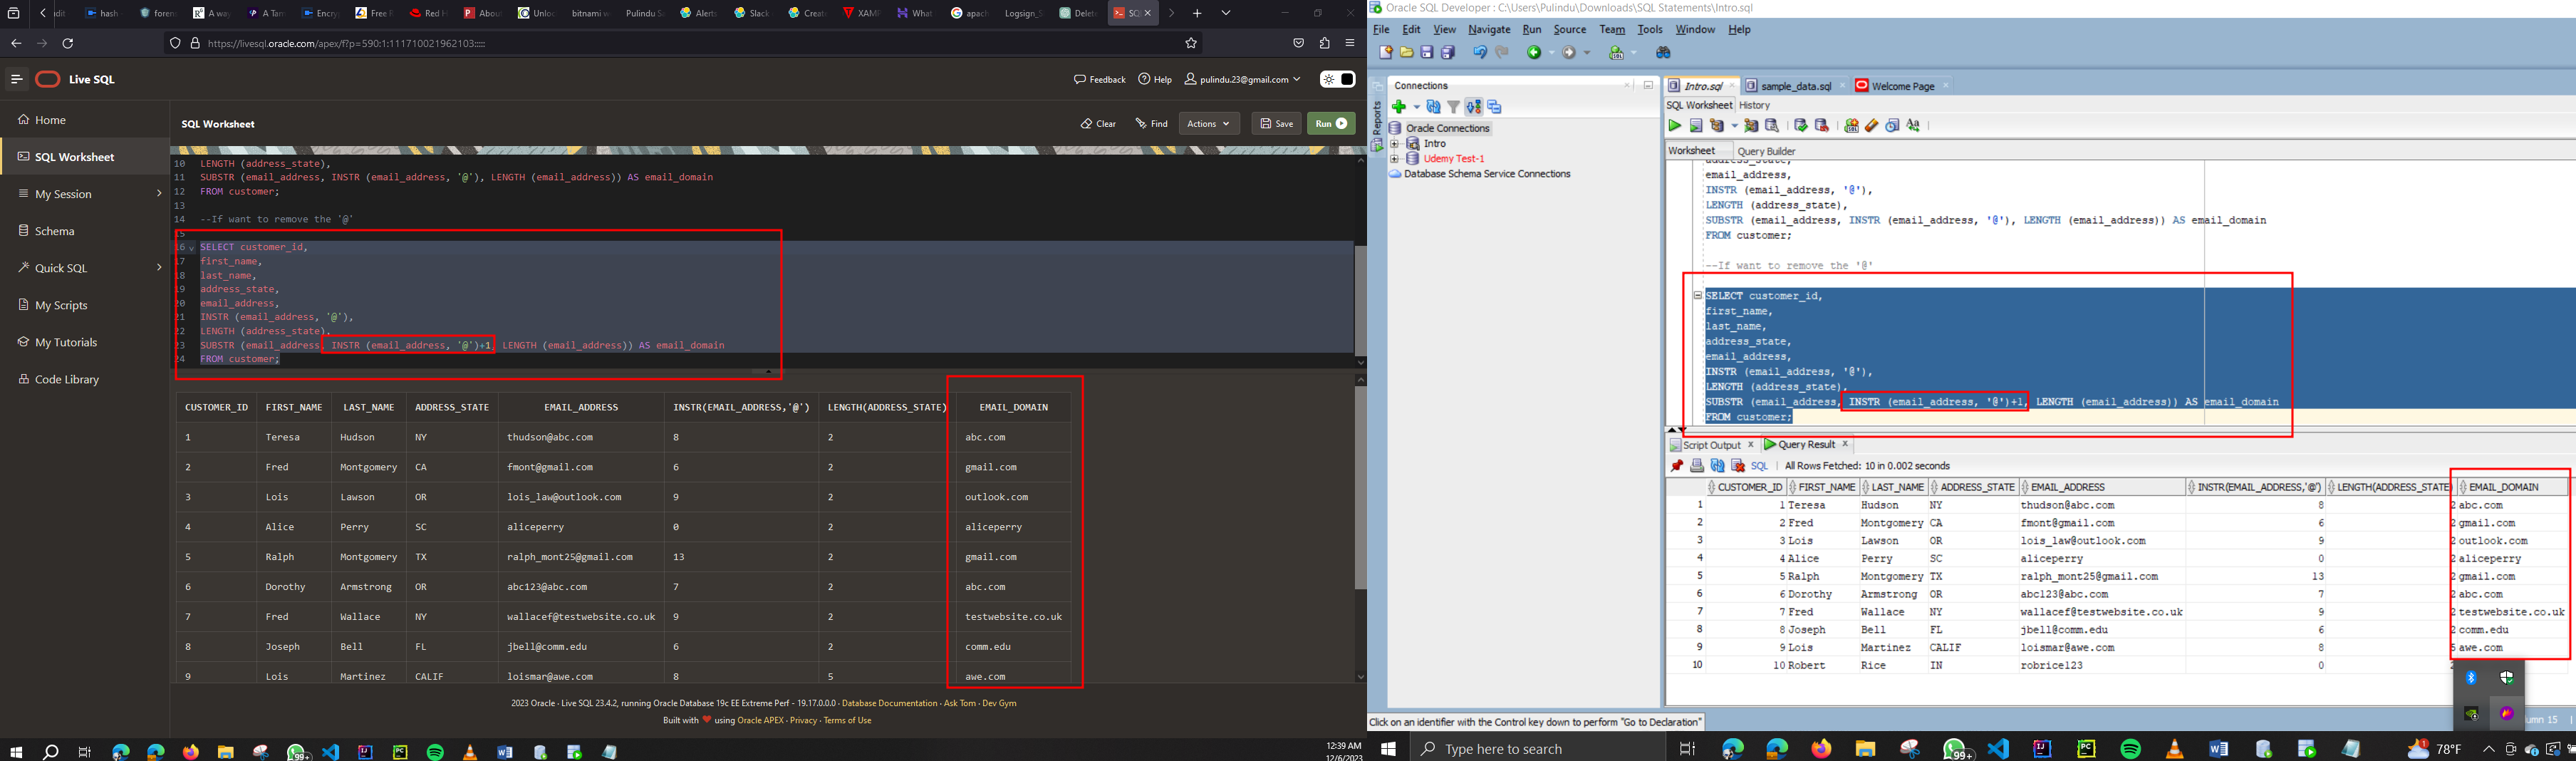 edit
hash -
foren
A way
A Tam
Encry
Free R
Red H
About
Unloc
bitnami w
Pulindu Sa
Alerts
Slack
Create
XAMP
What
apach
Logsign_S
Delete
SQ
https://livesql.oracle.com/apex/f?p=590:1:111710021962103:::::
Live SQL
Feedback
Help
pulindu.23@gmail.com
Home
SQL Worksheet
My Session
Schema
Quick SQL
My Scripts
My Tutorials
Code Library
SQL Worksheet
Clear
Find
Actions
Save
Run
10 LENGTH (address_state),
11 SUBSTR (email_address, INSTR (email_address, '@'), LENGTH (email_address)) AS email_domain
12 FROM customer;
13
14 --If want to remove the '@'
15
16 SELECT customer_id,
17 first_name,
18 last_name,
19 address_state,
20 email_address,
21 INSTR (email_address, '@'),
22 LENGTH (address_state),
23 SUBSTR (email_address, INSTR (email_address, '@')+1, LENGTH (email_address)) AS email_domain
24 FROM customer;
CUSTOMER_ID FIRST_NAME LAST_NAME ADDRESS_STATE EMAIL_ADDRESS INSTR(EMAIL_ADDRESS,'@') LENGTH(ADDRESS_STATE) EMAIL_DOMAIN
1 Teresa Hudson NY thudson@abc.com 8 2 abc.com
2 Fred Montgomery CA fmont@gmail.com 6 2 gmail.com
3 Lois Lawson OR lois_law@outlook.com 9 2 outlook.com
4 Alice Perry SC aliceperry 0 2 aliceperry
5 Ralph Montgomery TX ralph_mont25@gmail.com 13 2 gmail.com
6 Dorothy Armstrong OR abc123@abc.com 7 2 abc.com
7 Fred Wallace NY wallacef@testwebsite.co.uk 9 2 testwebsite.co.uk
8 Joseph Bell FL jbell@comm.edu 6 2 comm.edu
9 Lois Martinez CALIF loismar@awe.com 8 5 awe.com
2023 Oracle · Live SQL 23.4.2, running Oracle Database 19c EE Extreme Perf - 19.17.0.0.0 · Database Documentation · Ask Tom · Dev Gym
Built with ❤ using Oracle APEX · Privacy · Terms of Use
99+
12:39 AM
12/6/2023
Oracle SQL Developer : C:\Users\Pulindu\Downloads\SQL Statements\Intro.sql
File Edit View Navigate Run Source Team Tools Window Help
Connections
Reports
Oracle Connections
Intro
Udemy Test-1
Database Schema Service Connections
Intro.sql
sample_data.sql
Welcome Page
SQL Worksheet History
Worksheet Query Builder
address_state,
email_address,
INSTR (email_address, '@'),
LENGTH (address_state),
SUBSTR (email_address, INSTR (email_address, '@'), LENGTH (email_address)) AS email_domain
FROM customer;
--If want to remove the '@'
SELECT customer_id,
first_name,
last_name,
address_state,
email_address,
INSTR (email_address, '@'),
LENGTH (address_state),
SUBSTR (email_address, INSTR (email_address, '@')+1, LENGTH (email_address)) AS email_domain
FROM customer;
Script Output Query Result
SQL All Rows Fetched: 10 in 0.002 seconds
CUSTOMER_ID FIRST_NAME LAST_NAME ADDRESS_STATE EMAIL_ADDRESS INSTR(EMAIL_ADDRESS,'@') LENGTH(ADDRESS_STATE) EMAIL_DOMAIN
1 1 Teresa Hudson NY thudson@abc.com 8 2 abc.com
2 2 Fred Montgomery CA fmont@gmail.com 6 2 gmail.com
3 3 Lois Lawson OR lois_law@outlook.com 9 2 outlook.com
4 4 Alice Perry SC aliceperry 0 2 aliceperry
5 5 Ralph Montgomery TX ralph_mont25@gmail.com 13 2 gmail.com
6 6 Dorothy Armstrong OR abc123@abc.com 7 2 abc.com
7 7 Fred Wallace NY wallacef@testwebsite.co.uk 9 2 testwebsite.co.uk
8 8 Joseph Bell FL jbell@comm.edu 6 2 comm.edu
9 9 Lois Martinez CALIF loismar@awe.com 8 5 awe.com
10 10 Robert Rice IN robrice123 0 2
Click on an identifier with the Control key down to perform "Go to Declaration"
umn 15
Type here to search
99+
78°F